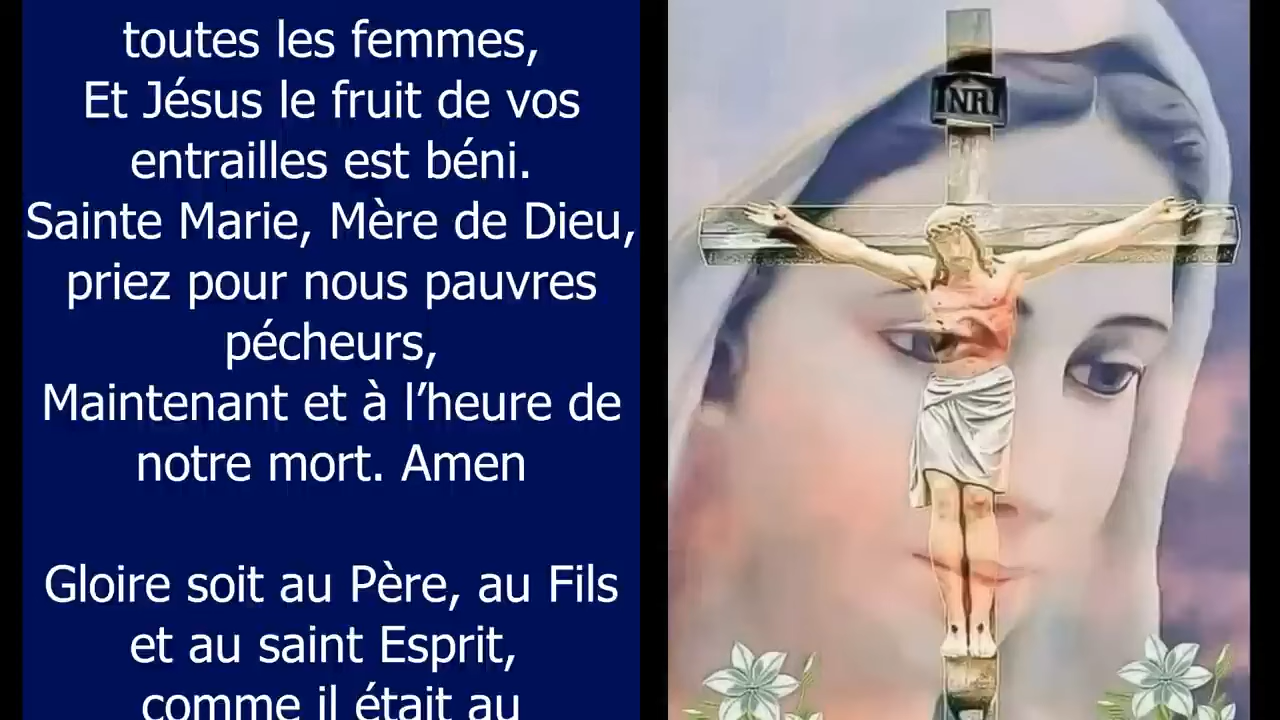 toutes les femmes,
Et Jésus le fruit de vos
entrailles est béni.
Sainte Marie, Mère de Dieu,
priez pour nous pauvres
pécheurs,
Maintenant et à l’heure de
notre mort. Amen
Gloire soit au Père, au Fils
et au saint Esprit,
comme il était au
INRI